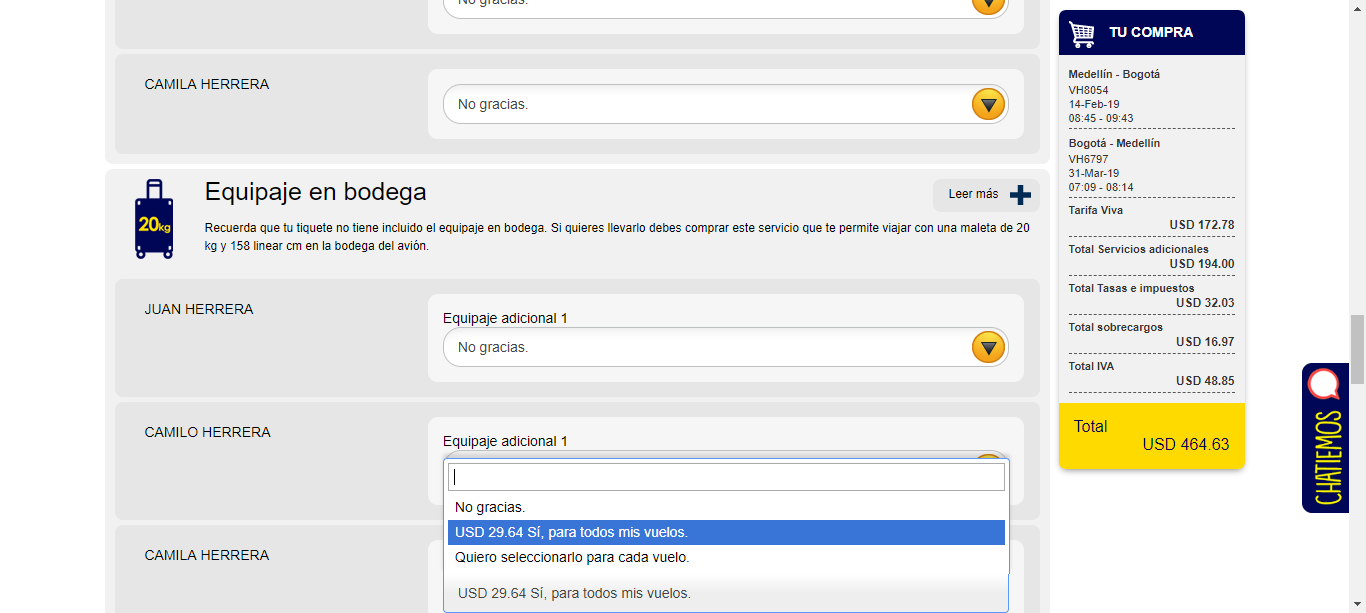 No gracias.
CAMILA HERRERA
No gracias.
20kg
Equipaje en bodega
Leer más
Recuerda que tu tiquete no tiene incluido el equipaje en bodega. Si quieres llevarlo debes comprar este servicio que te permite viajar con una maleta de 20
kg y 158 linear cm en la bodega del avión.
JUAN HERRERA
Equipaje adicional 1
No gracias.
CAMILO HERRERA
Equipaje adicional 1
No gracias.
USD 29.64 Sí, para todos mis vuelos.
Quiero seleccionarlo para cada vuelo.
CAMILA HERRERA
USD 29.64 Sí, para todos mis vuelos.
TU COMPRA
Medellín - Bogotá
VH8054
14-Feb-19
08:45 - 09:43
Bogotá - Medellín
VH6797
31-Mar-19
07:09 - 08:14
Tarifa Viva
USD 172.78
Total Servicios adicionales
USD 194.00
Total Tasas e impuestos
USD 32.03
Total sobrecargos
USD 16.97
Total IVA
USD 48.85
Total
USD 464.63
CHATIEMOS